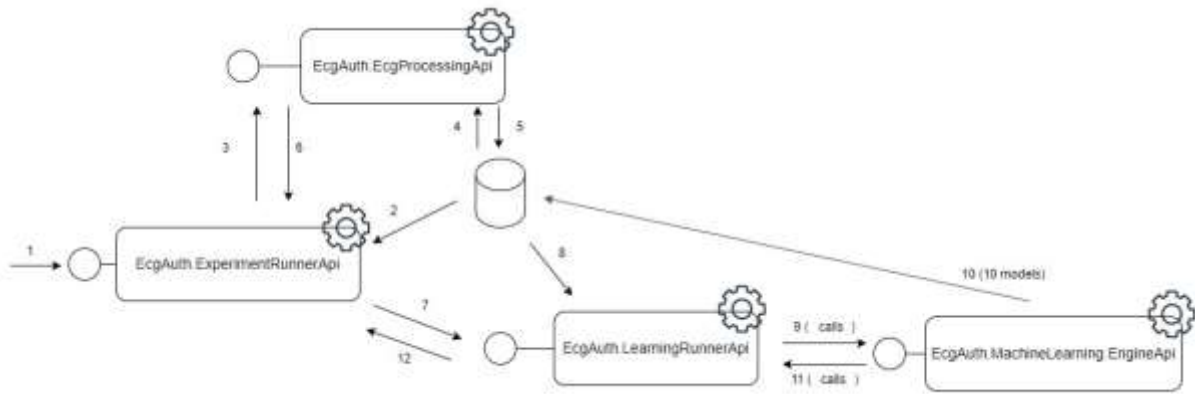 EcgAuth.EcgProcessingApi
3
6
4
5
1
EcgAuth.ExperimentRunnerApi
2
8
10 (10 models)
7
12
EcgAuth.LearningRunnerApi
9 ( calls )
11 ( calls )
EcgAuth.MachineLearning.EngineApi